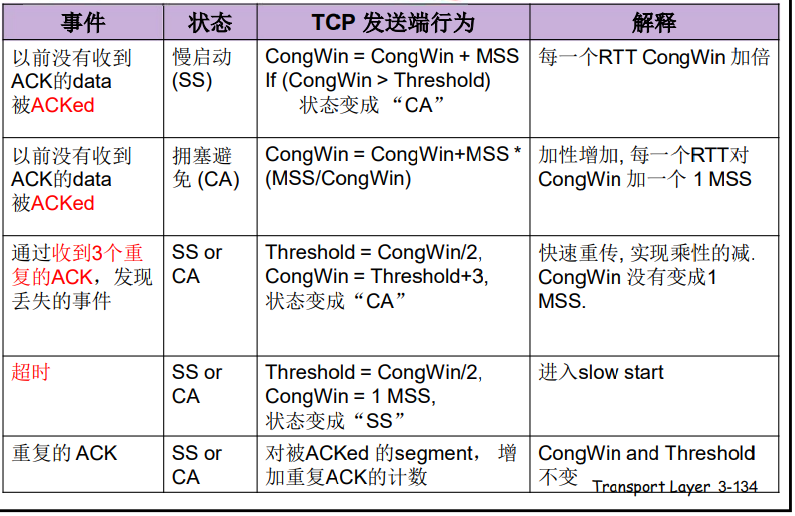 事件 状态 TCP 发送端行为 解释
以前没有收到
ACK的data
被ACKed
慢启动
(SS)
CongWin = CongWin + MSS
If (CongWin > Threshold)
状态变成 “CA”
每一个RTT CongWin 加倍
以前没有收到
ACK的data
被ACKed
拥塞避
免 (CA)
CongWin = CongWin+MSS *
(MSS/CongWin)
加性增加, 每一个RTT对
CongWin 加一个 1 MSS
通过收到3个重
复的ACK，发现
丢失的事件
SS or
CA
Threshold = CongWin/2,
CongWin = Threshold+3,
状态变成“CA”
快速重传, 实现乘性的减.
CongWin 没有变成1
MSS.
超时
SS or
CA
Threshold = CongWin/2,
CongWin = 1 MSS,
状态变成“SS”
进入slow start
重复的 ACK
SS or
CA
对被ACKed 的segment， 增
加重复ACK的计数
CongWin and Threshold
不变
Transport Layer 3-134